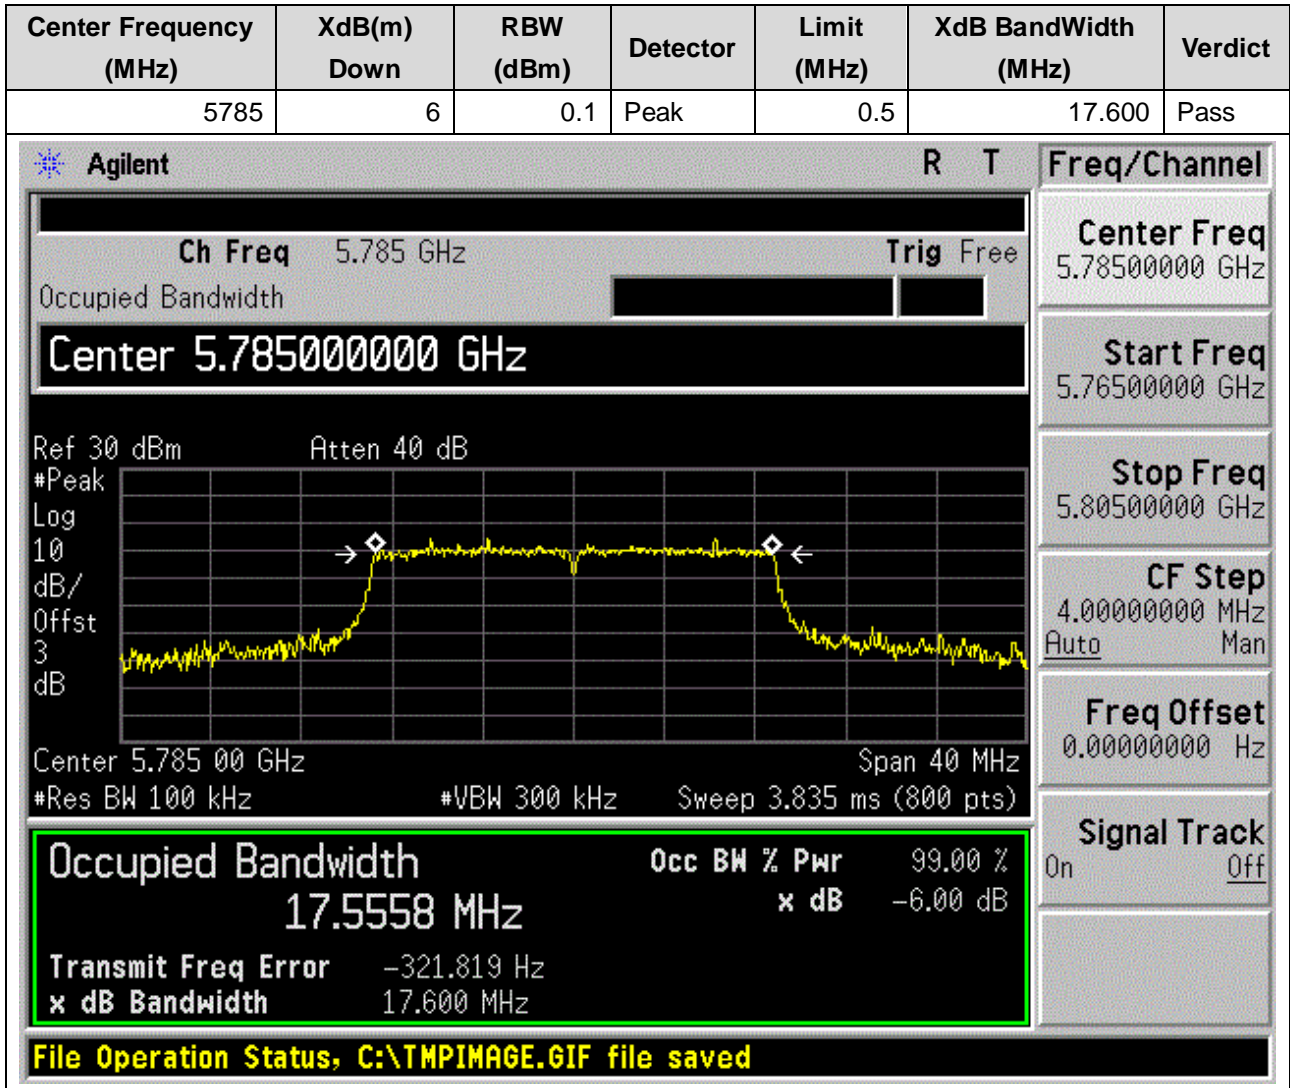 Center Frequency (MHz) XdB(m) Down RBW (dBm) Detector Limit (MHz) XdB BandWidth (MHz) Verdict
5785 6 0.1 Peak 0.5 17.600 Pass
Agilent R T Freq/Channel
Ch Freq 5.785 GHz Trig Free
Occupied Bandwidth
Center 5.785000000 GHz
Center Freq
5.78500000 GHz
Start Freq
5.76500000 GHz
Stop Freq
5.80500000 GHz
CF Step
4.00000000 MHz
Auto Man
Freq Offset
0.00000000 Hz
Signal Track
On Off
Ref 30 dBm Atten 40 dB
#Peak
Log
10
dB/
Offst
3
dB
Center 5.785 00 GHz Span 40 MHz
#Res BW 100 kHz #VBW 300 kHz Sweep 3.835 ms (800 pts)
Occupied Bandwidth Occ BW % Pwr 99.00 %
17.5558 MHz x dB -6.00 dB
Transmit Freq Error -321.819 Hz
x dB Bandwidth 17.600 MHz
File Operation Status, C:\TMPIMAGE.GIF file saved